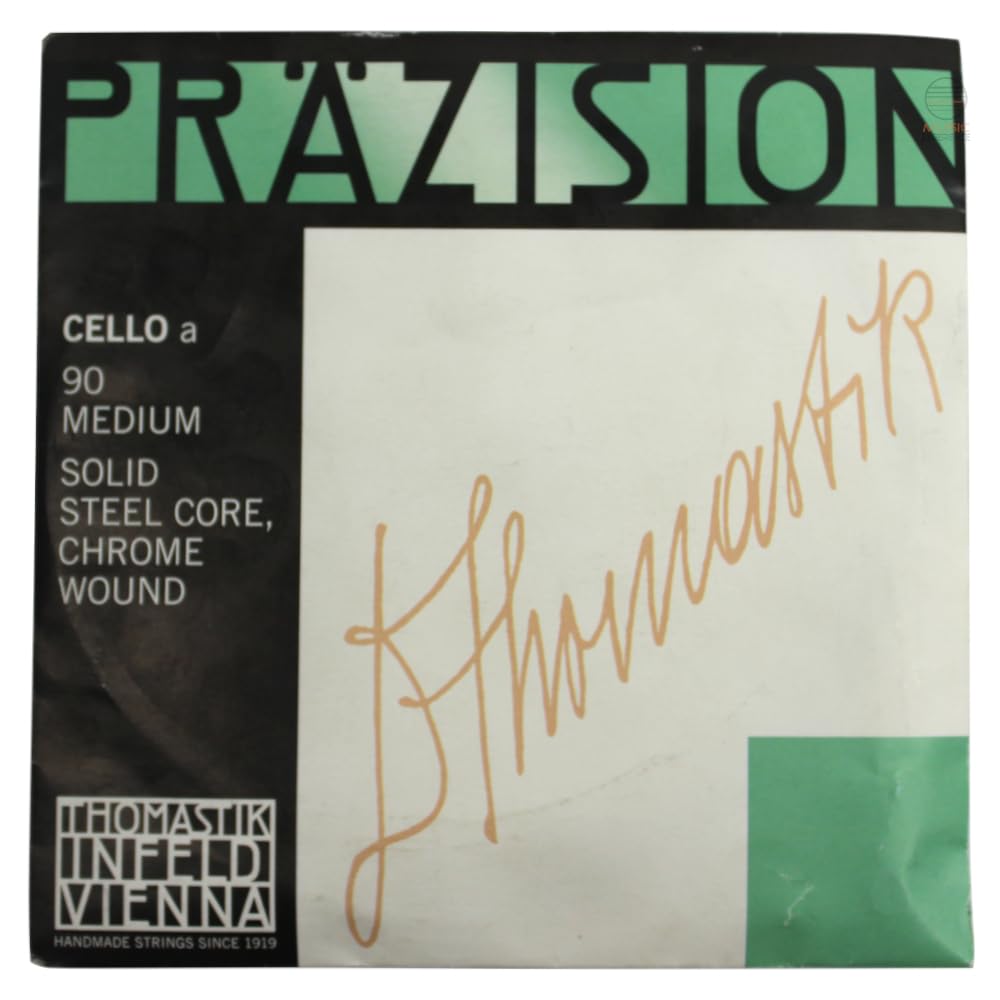 PRÄZISION
CELLO a
90
MEDIUM
SOLID
STEEL CORE,
CHROME
WOUND
Thomastik
THOMASTIK
INFELD
VIENNA
HANDMADE STRINGS SINCE 1919